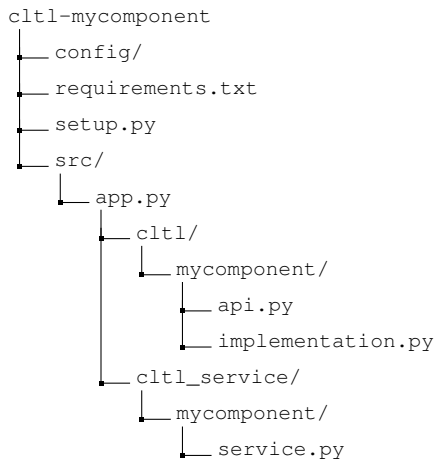 cltl-mycomponent
config/
requirements.txt
setup.py
src/
app.py
cltl/
mycomponent/
api.py
implementation.py
cltl_service/
mycomponent/
service.py